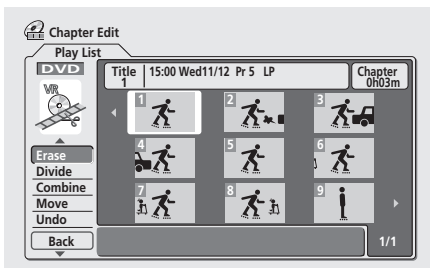 Chapter Edit
Play List
DVD
VR
Title 1 15:00 Wed11/12 Pr 5 LP
Chapter 0h03m
1 2 3
4 5 6
7 8 9
Erase
Divide
Combine
Move
Undo
Back
1/1